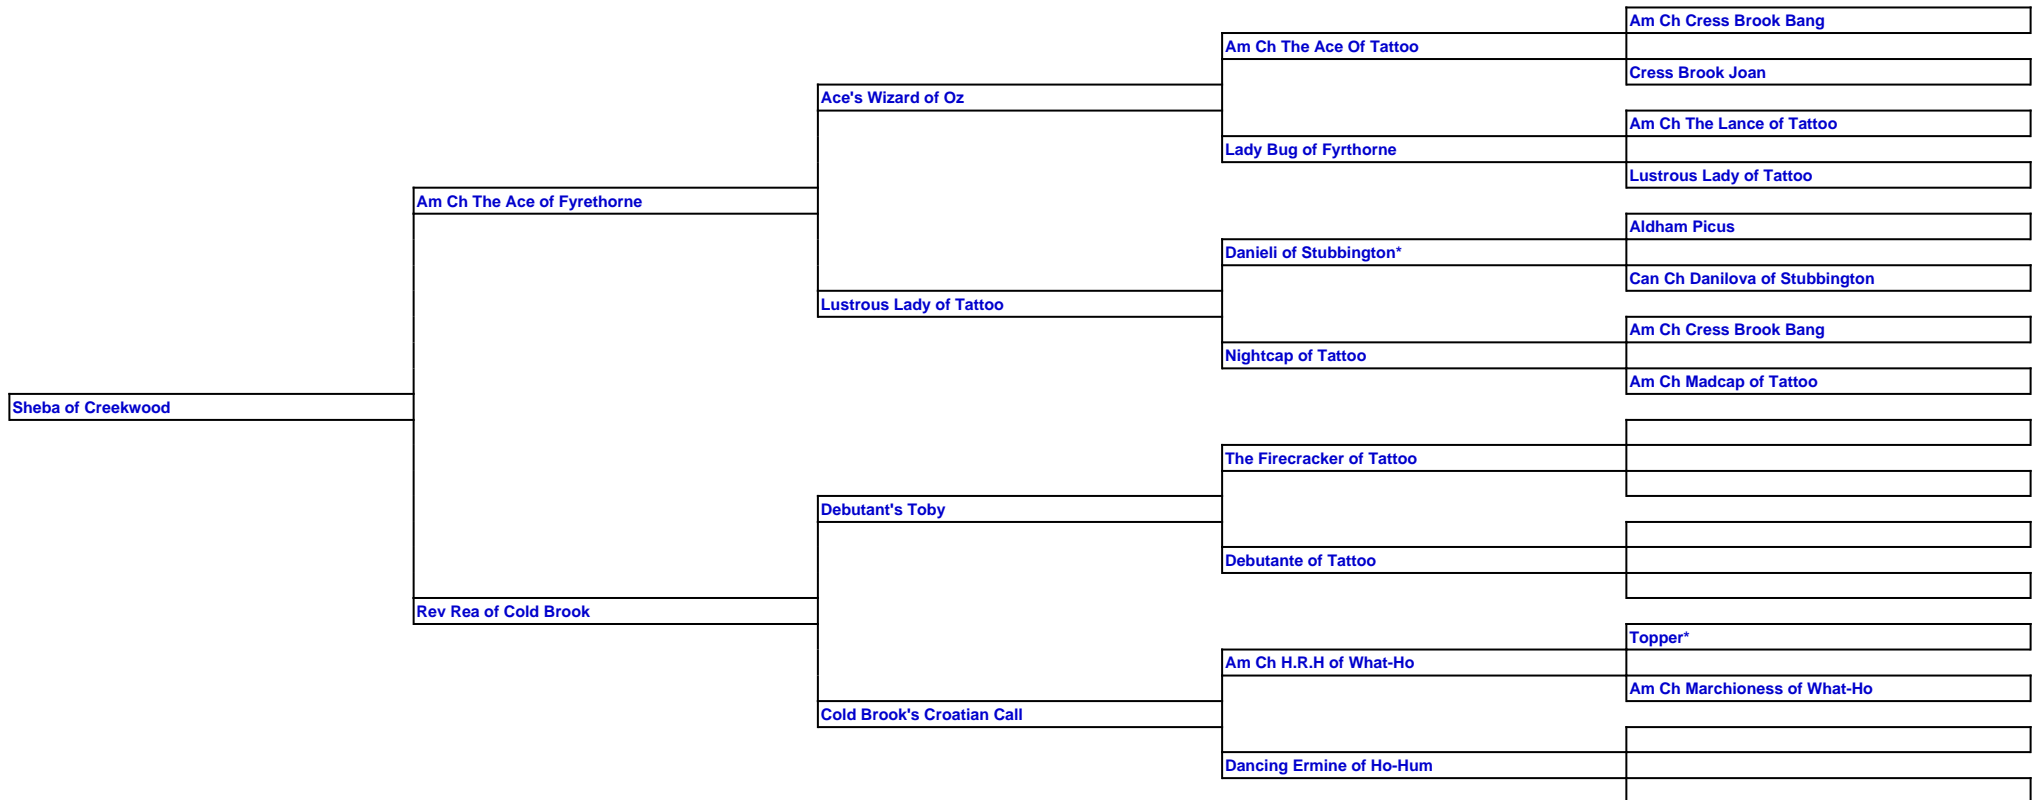 Am Ch Cress Brook Bang
Am Ch The Ace Of Tattoo
Cress Brook Joan
Ace's Wizard of Oz
Am Ch The Lance of Tattoo
Lady Bug of Fyrthorne
Lustrous Lady of Tattoo
Am Ch The Ace of Fyrethorne
Aldham Picus
Danieli of Stubbington*
Can Ch Danilova of Stubbington
Lustrous Lady of Tattoo
Am Ch Cress Brook Bang
Nightcap of Tattoo
Am Ch Madcap of Tattoo
Sheba of Creekwood
The Firecracker of Tattoo
Debutant's Toby
Debutante of Tattoo
Rev Rea of Cold Brook
Topper*
Am Ch H.R.H of What-Ho
Am Ch Marchioness of What-Ho
Cold Brook's Croatian Call
Dancing Ermine of Ho-Hum